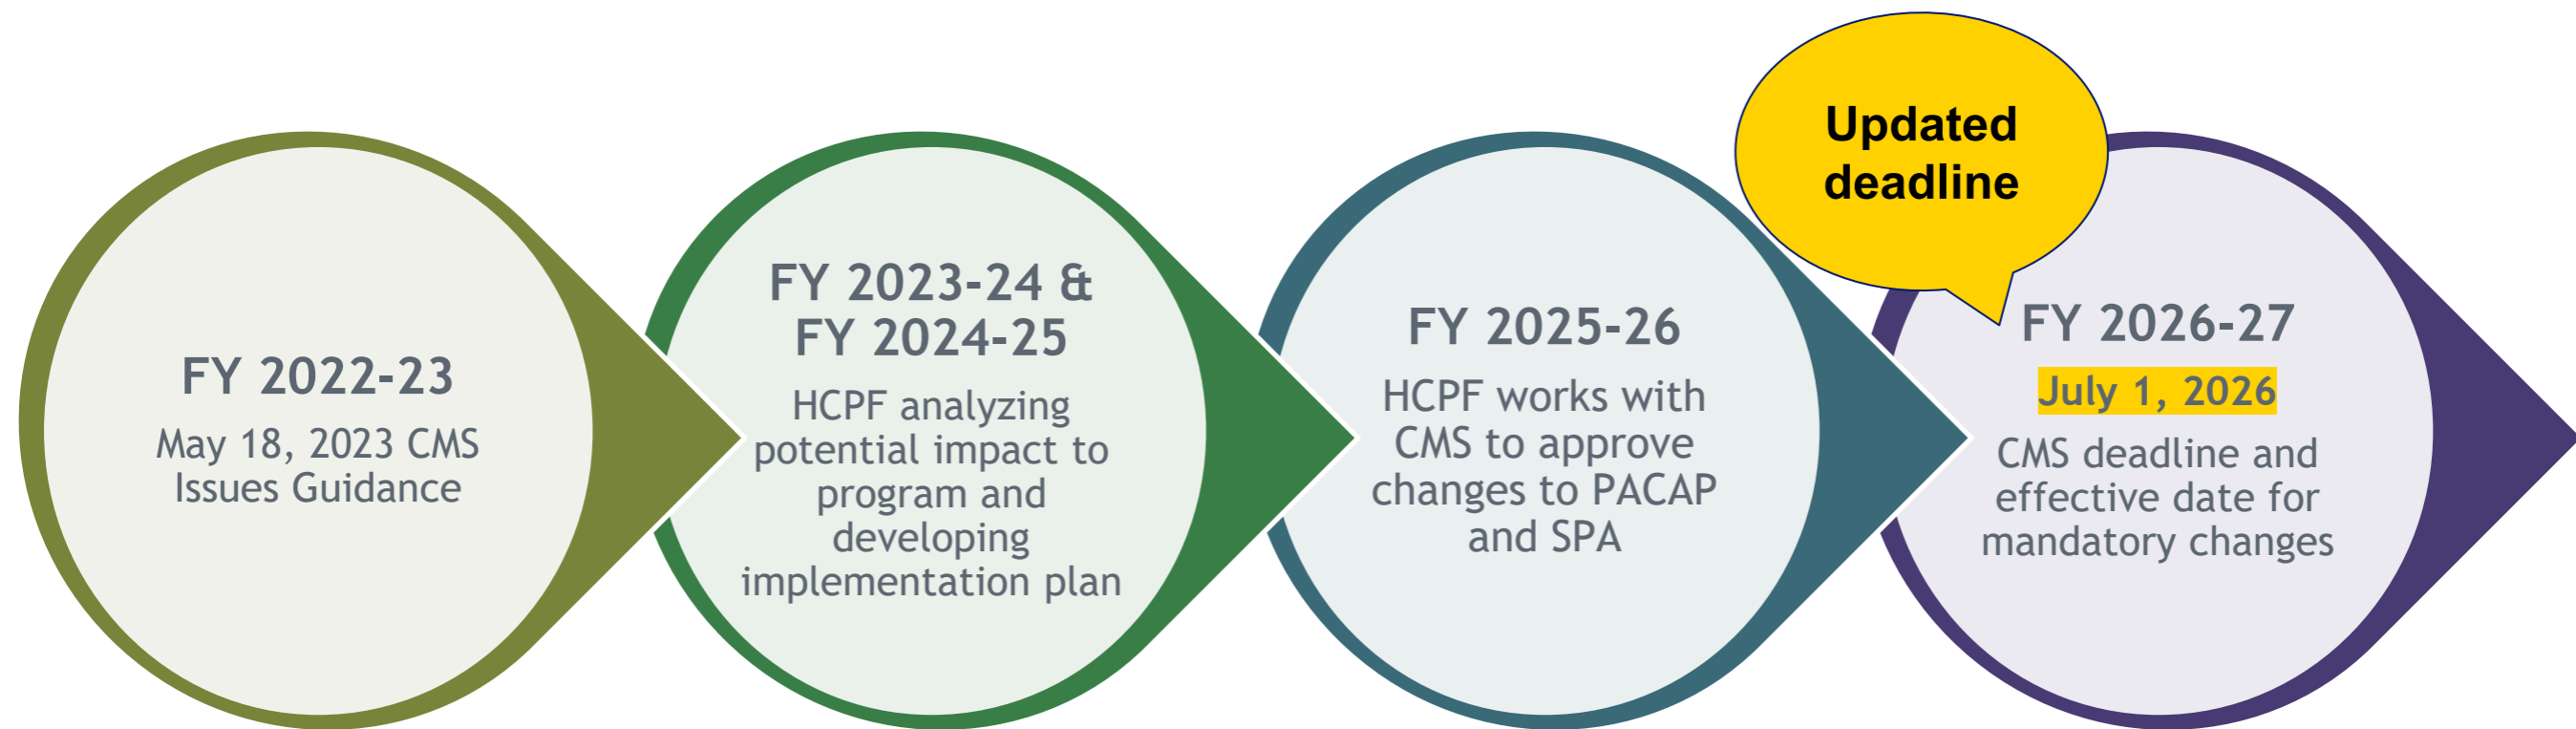 FY 2022-23
May 18, 2023 CMS
Issues Guidance
FY 2023-24 &
FY 2024-25
HCPF analyzing
potential impact to
program and
developing
implementation plan
FY 2025-26
HCPF works with
CMS to approve
changes to PACAP
and SPA
Updated
deadline
FY 2026-27
July 1, 2026
CMS deadline and
effective date for
mandatory changes